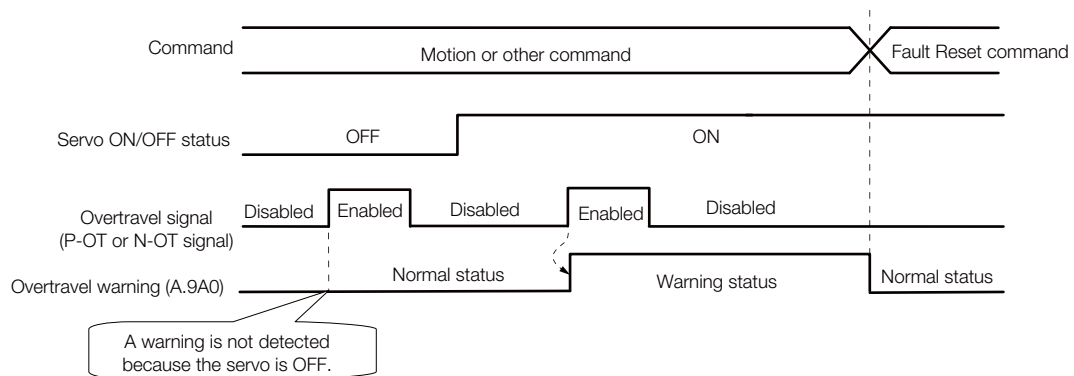 Command
Motion or other command
Fault Reset command
Servo ON/OFF status
OFF
ON
Overtravel signal
(P-OT or N-OT signal)
Disabled
Enabled
Disabled
Enabled
Disabled
Overtravel warning (A.9A0)
Normal status
Warning status
Normal status
A warning is not detected
because the servo is OFF.